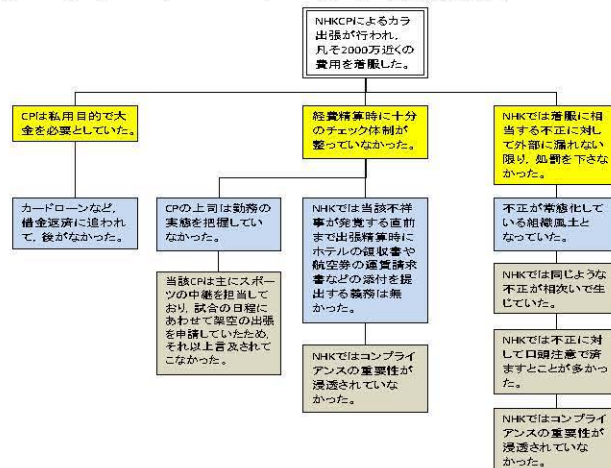 NHKCPによるカラ
出張が行われ,
凡そ2000万近くの
費用を着服した。
CPは私用目的で大
金を必要としていた。
経費精算時に十分
のチェック体制が
整っていなかった。
NHKでは着服に相
当する不正に対し
て外部に漏れない
限り,処罰を下さな
かった。
カードローンなど,
借金返済に追われ
て,後がなかった。
CPの上司は勤務の
実態を把握してい
なかった。
NHKでは当該不祥
事が発覚する直前
まで出張精算時に
ホテルの領収書や
航空券の運賃請求
書などの添付を提
出する義務は無
かった。
不正が常態化して
いる組織風土と
なっていた。
当該CPは主にスポー
ツの中継を担当して
おり,試合の日程に
あわせて架空の出張
を申請していたため,
それ以上言及されて
こなかった。
NHKでは同じような
不正が相次いで生
じていた。
NHKではコンプライ
アンスの重要性が
浸透されていな
かった。
NHKでは不正に対
して口頭注意で済
ますとことが多かっ
た。
NHKではコンプライ
アンスの重要性が
浸透されていな
かった。